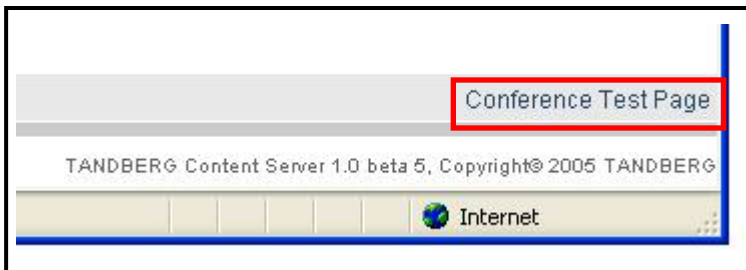 Conference Test Page
TANDBERG Content Server 1.0 beta 5, Copyright© 2005 TANDBERG
Internet